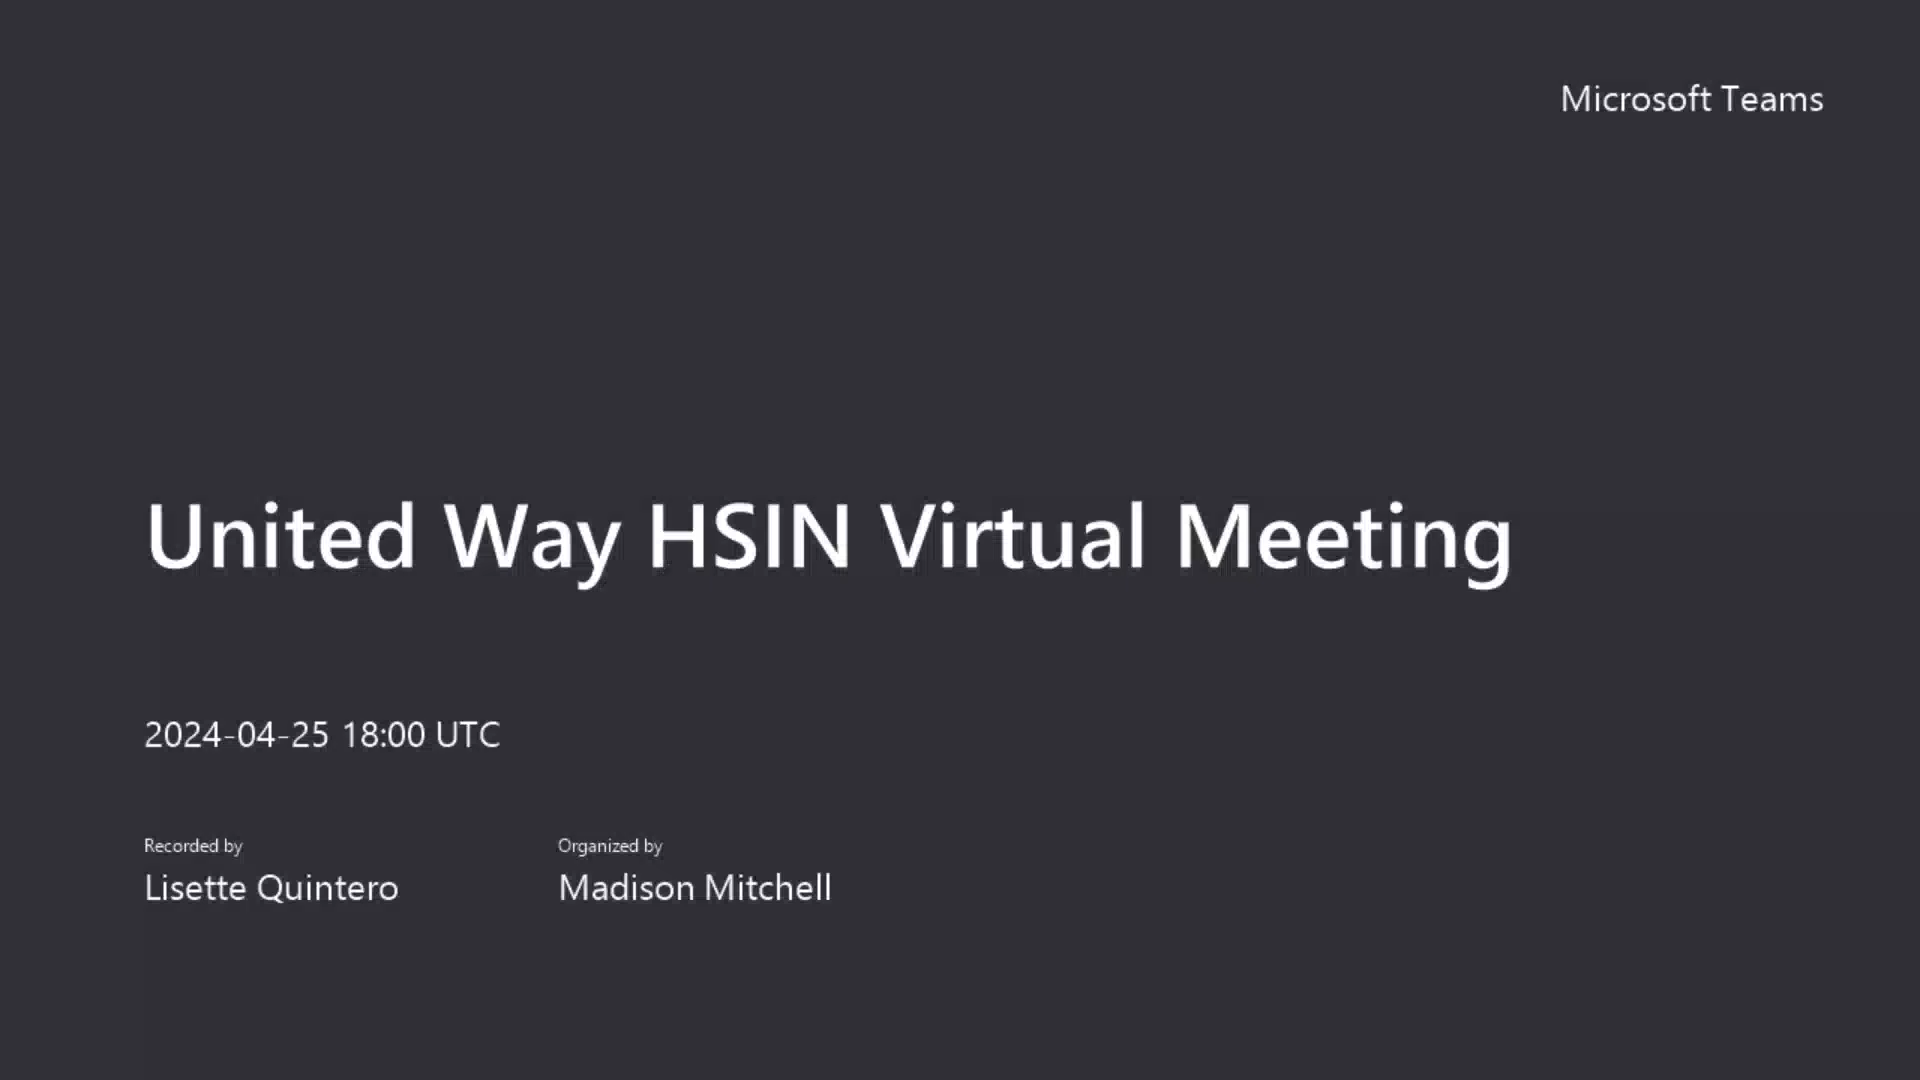 Microsoft Teams
United Way HSIN Virtual Meeting
2024-04-25 18:00 UTC
Recorded by
Lisette Quintero
Organized by
Madison Mitchell